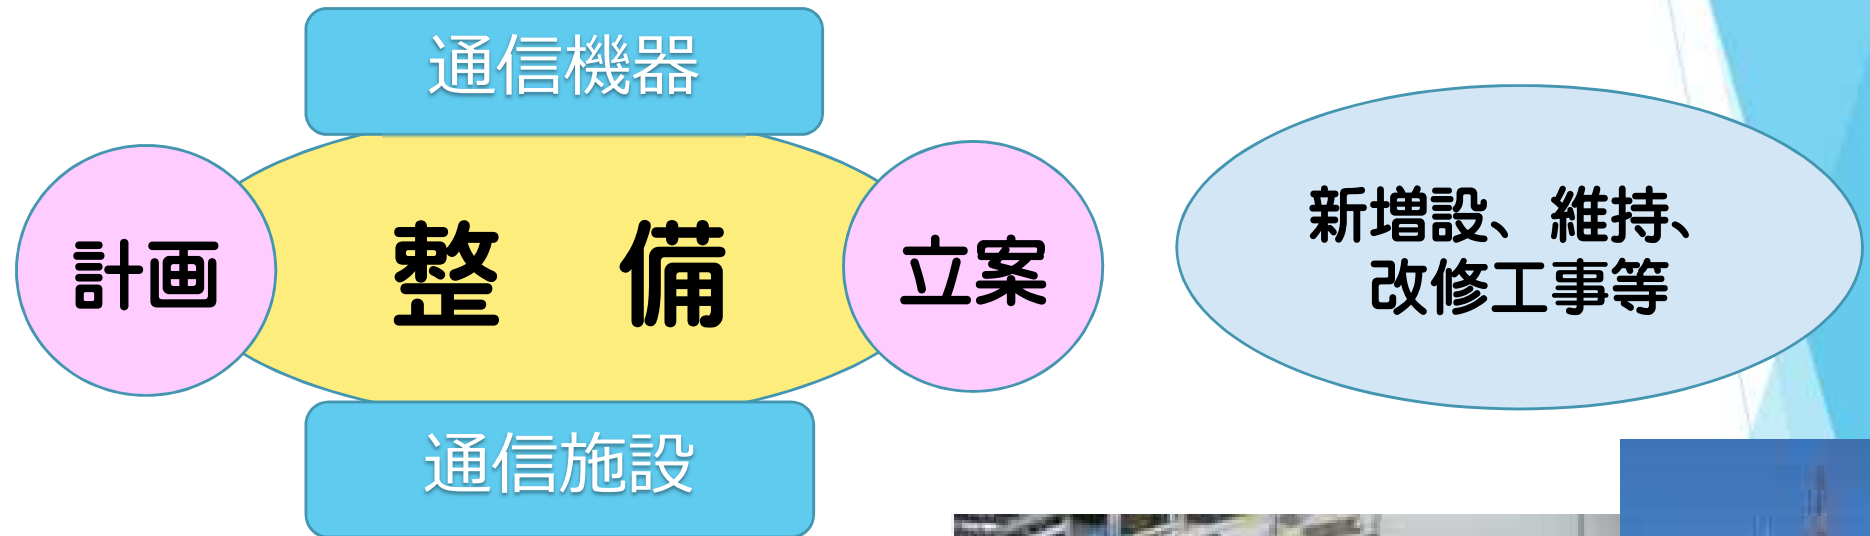 通信機器
計画
整　備
立案
新増設、維持、
改修工事等
通信施設